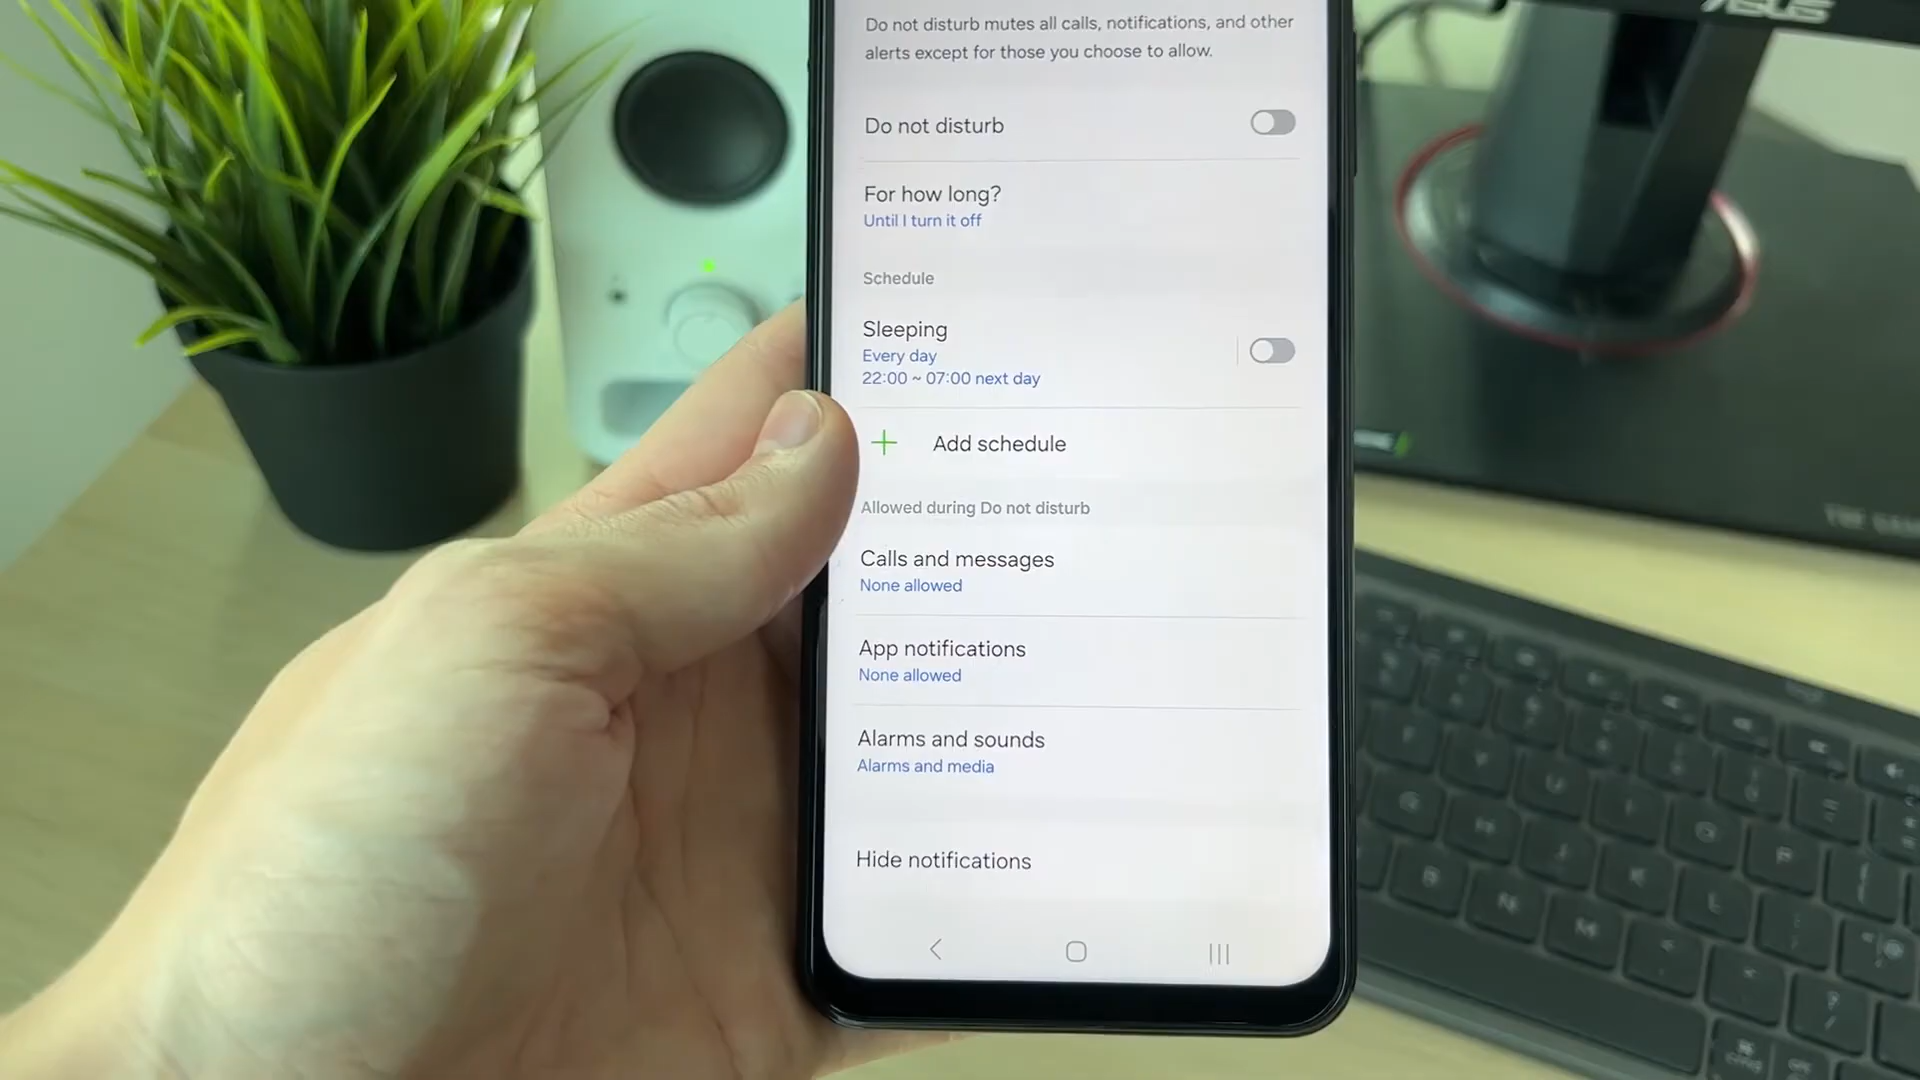 ASUS
Do not disturb mutes all calls, notifications, and other
alerts except for those you choose to allow.
Do not disturb
For how long?
Until I turn it off
Schedule
Sleeping
Every day
22:00 ~ 07:00 next day
+ Add schedule
Allowed during Do not disturb
Calls and messages
None allowed
App notifications
None allowed
Alarms and sounds
Alarms and media
Hide notifications